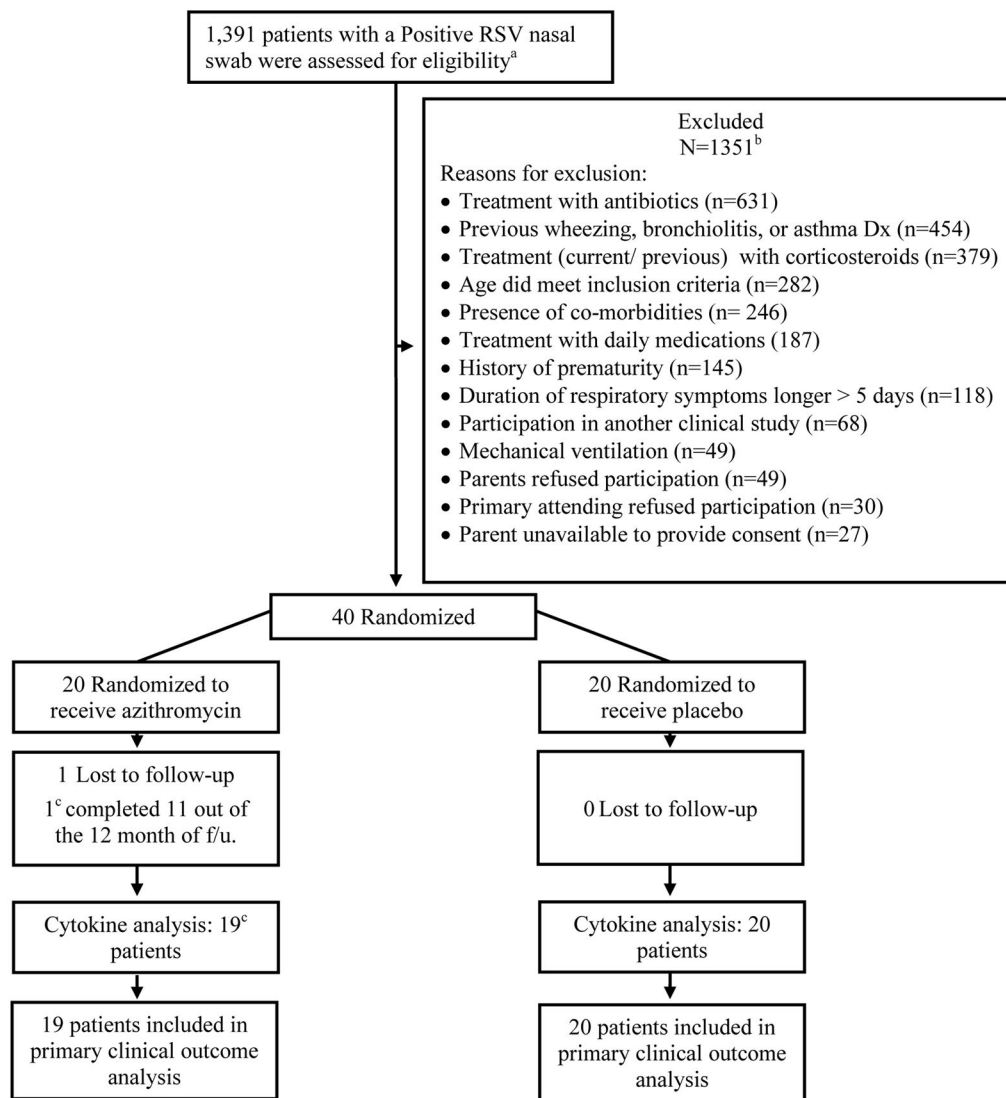 1,391 patients with a Positive RSV nasal
swab were assessed for eligibilityᵃ
Excluded
N=1351ᵇ
Reasons for exclusion:
• Treatment with antibiotics (n=631)
• Previous wheezing, bronchiolitis, or asthma Dx (n=454)
• Treatment (current/ previous) with corticosteroids (n=379)
• Age did meet inclusion criteria (n=282)
• Presence of co-morbidities (n= 246)
• Treatment with daily medications (187)
• History of prematurity (n=145)
• Duration of respiratory symptoms longer > 5 days (n=118)
• Participation in another clinical study (n=68)
• Mechanical ventilation (n=49)
• Parents refused participation (n=49)
• Primary attending refused participation (n=30)
• Parent unavailable to provide consent (n=27)
40 Randomized
20 Randomized to
receive azithromycin
20 Randomized to
receive placebo
1 Lost to follow-up
1ᶜ completed 11 out of
the 12 month of f/u.
0 Lost to follow-up
Cytokine analysis: 19ᶜ
patients
Cytokine analysis: 20
patients
19 patients included in
primary clinical outcome
analysis
20 patients included in
primary clinical outcome
analysis